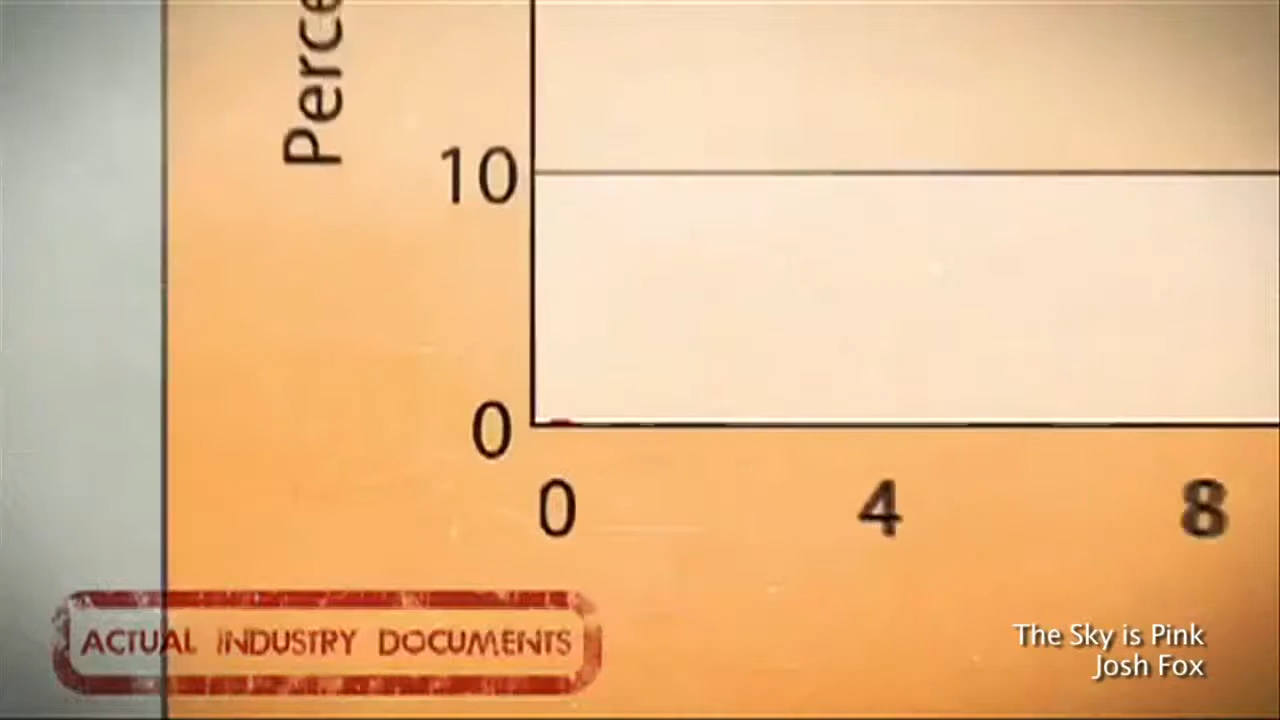 Perce
10
0
0 4 8
ACTUAL INDUSTRY DOCUMENTS
The Sky is Pink
Josh Fox